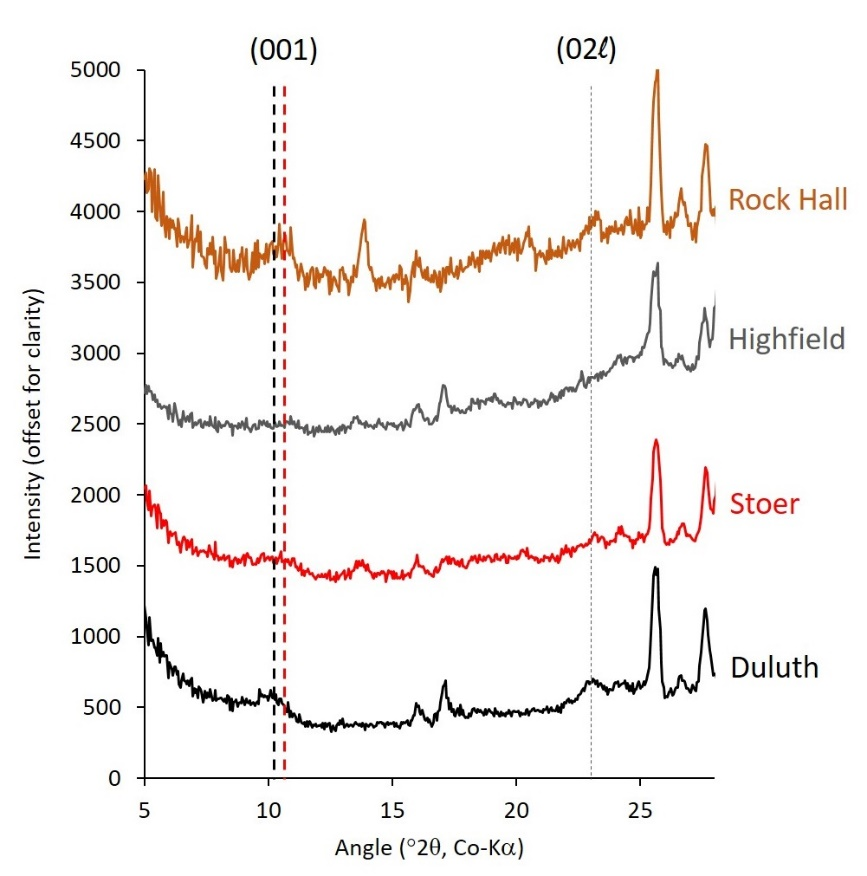 (001) (02ℓ)
5000
4500
4000
3500
3000
2500
2000
1500
1000
500
0
Rock Hall
Highfield
Stoer
Duluth
Intensity (offset for clarity)
5 10 15 20 25
Angle (°2θ, Co-Kα)